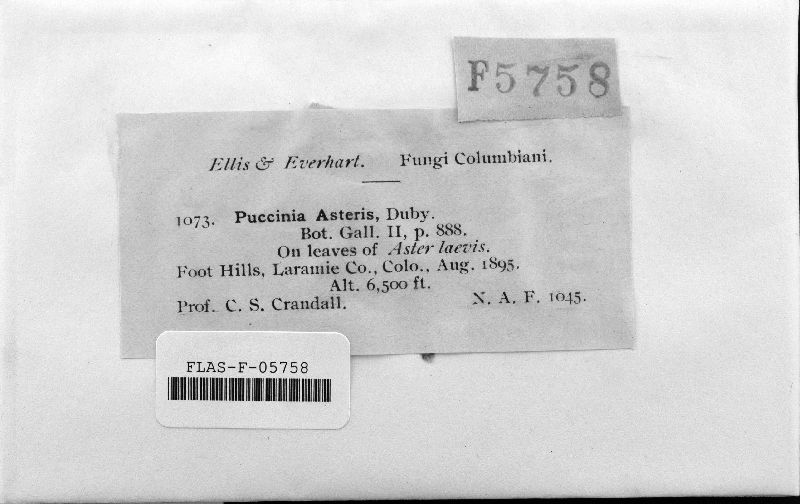 F5758
Ellis & Everhart. Fungi Columbiani.
1073. Puccinia Asteris, Duby.
Bot. Gall. II, p. 888.
On leaves of Aster laevis.
Foot Hills, Laramie Co., Colo., Aug. 1895.
Alt. 6,500 ft.
Prof. C. S. Crandall. N. A. F. 1045.
FLAS-F-05758